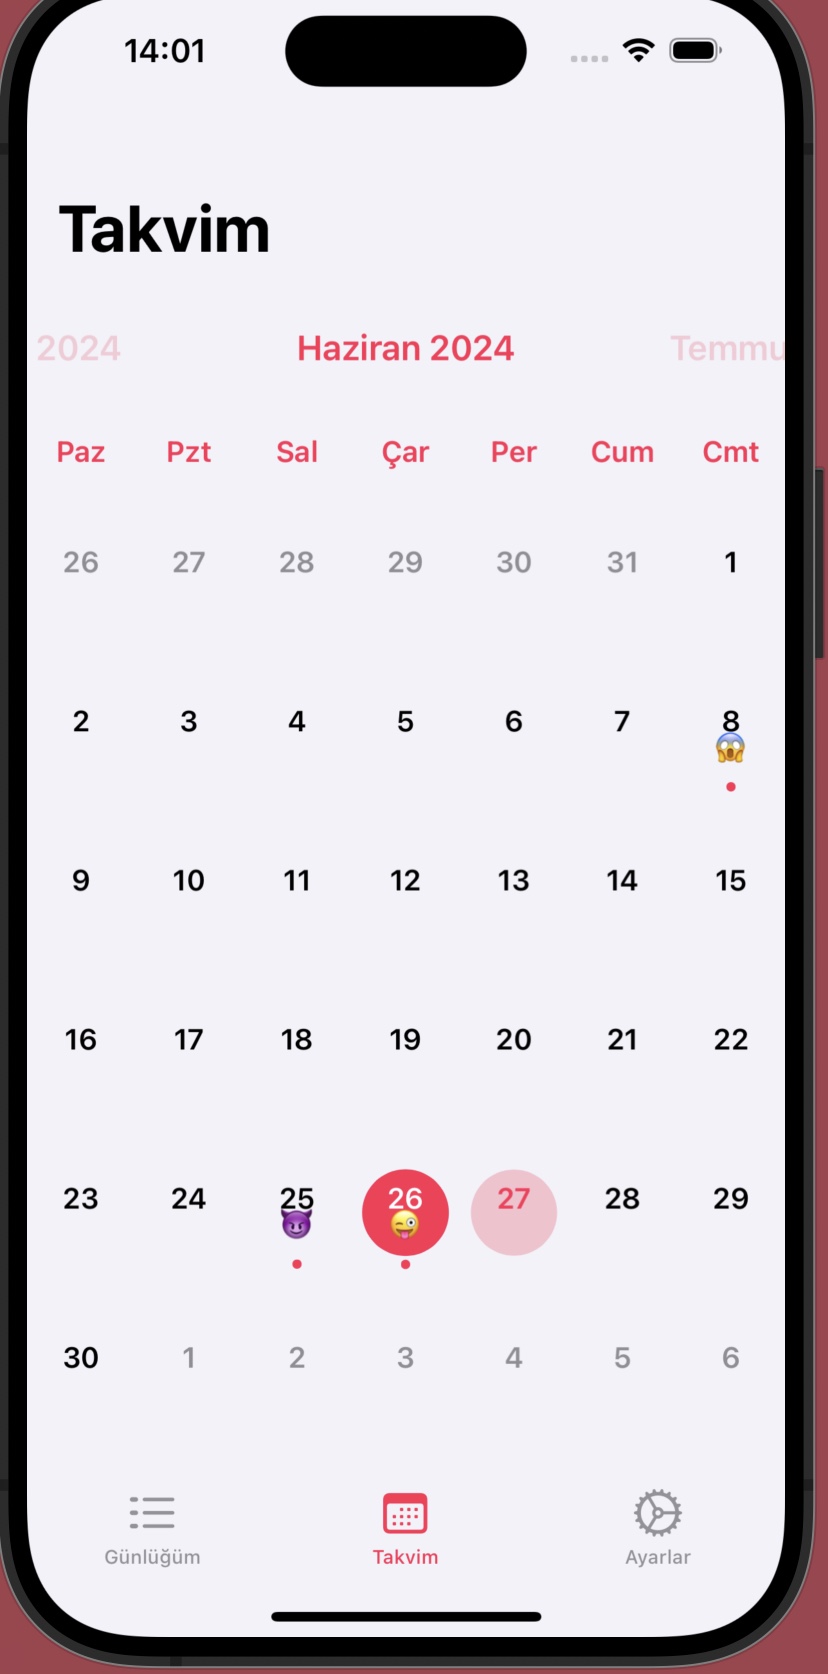 14:01
Takvim
2024 Haziran 2024 Temmu
Paz Pzt Sal Çar Per Cum Cmt
26 27 28 29 30 31 1
2 3 4 5 6 7 8
😱
9 10 11 12 13 14 15
16 17 18 19 20 21 22
23 24 25 26 27 28 29
😈 😜
30 1 2 3 4 5 6
Günlüğüm Takvim Ayarlar